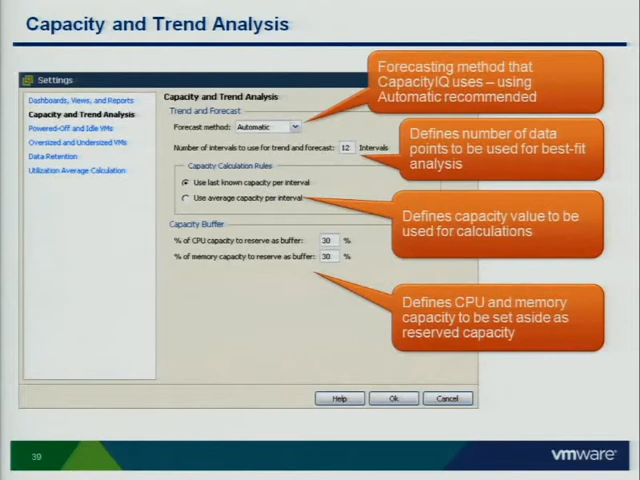 Capacity and Trend Analysis
Settings
Dashboards, Views, and Reports
Capacity and Trend Analysis
Powered-Off and Idle VMs
Oversized and Undersized VMs
Data Retention
Utilization Average Calculation
Capacity and Trend Analysis
Trend and Forecast
Forecast method: Automatic
Number of intervals to use for trend and forecast: 12 Intervals
Capacity Calculation Rules
Use last known capacity per interval
Use average capacity per interval
Capacity Buffer
% of CPU capacity to reserve as buffer: 30 %
% of memory capacity to reserve as buffer: 30 %
Forecasting method that
CapacityIQ uses – using
Automatic recommended
Defines number of data
points to be used for best-fit
analysis
Defines capacity value to be
used for calculations
Defines CPU and memory
capacity to be set aside as
reserved capacity
Help Ok Cancel
39
vmware